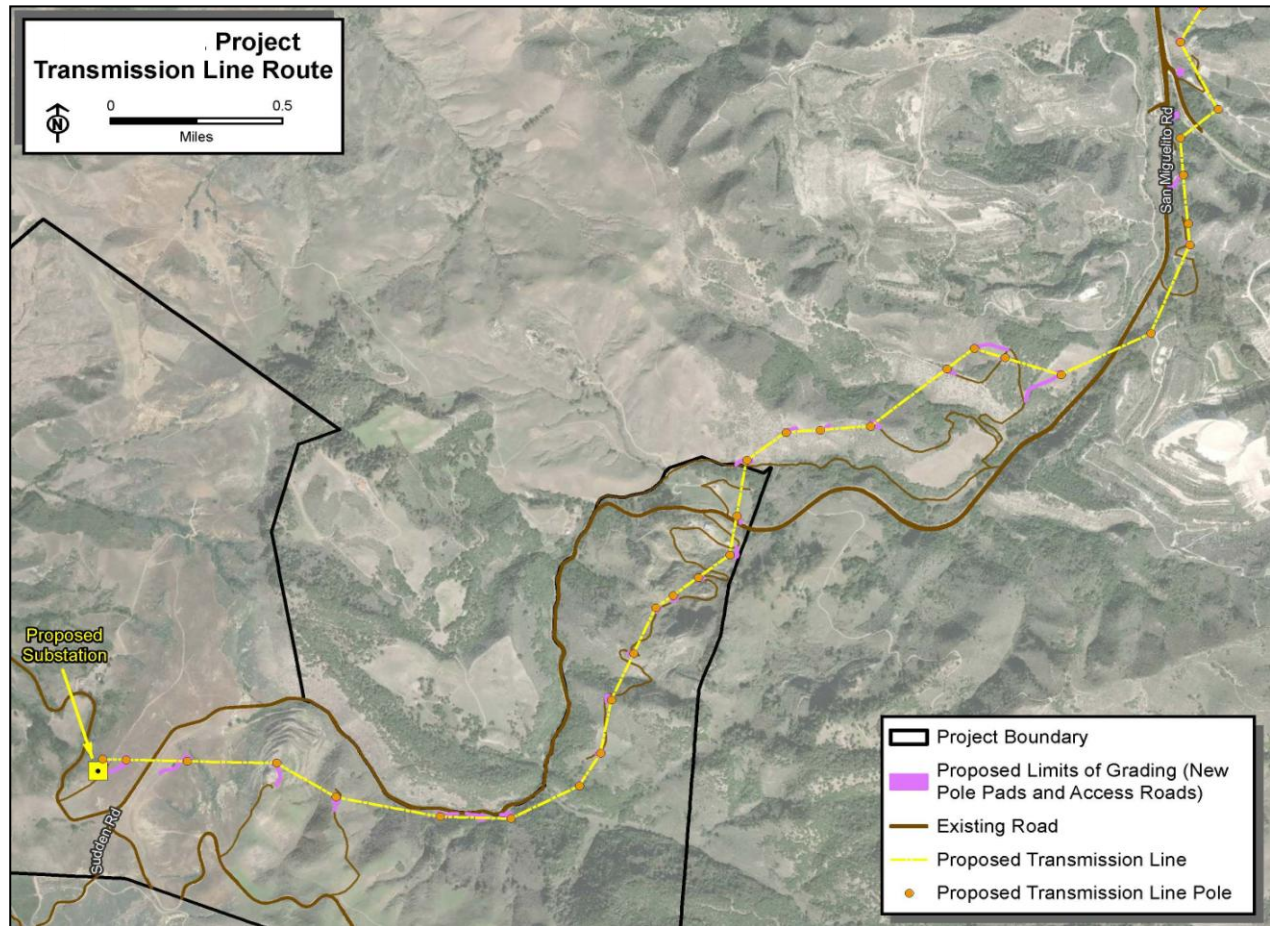 . Project
Transmission Line Route
N
0 0.5
Miles
San Miguelito Rd
Proposed
Substation
Sudden Rd
Project Boundary
Proposed Limits of Grading (New
Pole Pads and Access Roads)
Existing Road
Proposed Transmission Line
Proposed Transmission Line Pole